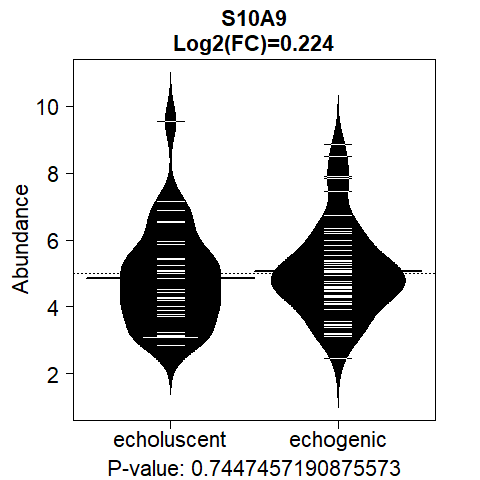 S10A9
Log2(FC)=0.224
Abundance
10
8
6
4
2
echoluscent echogenic
P-value: 0.7447457190875573